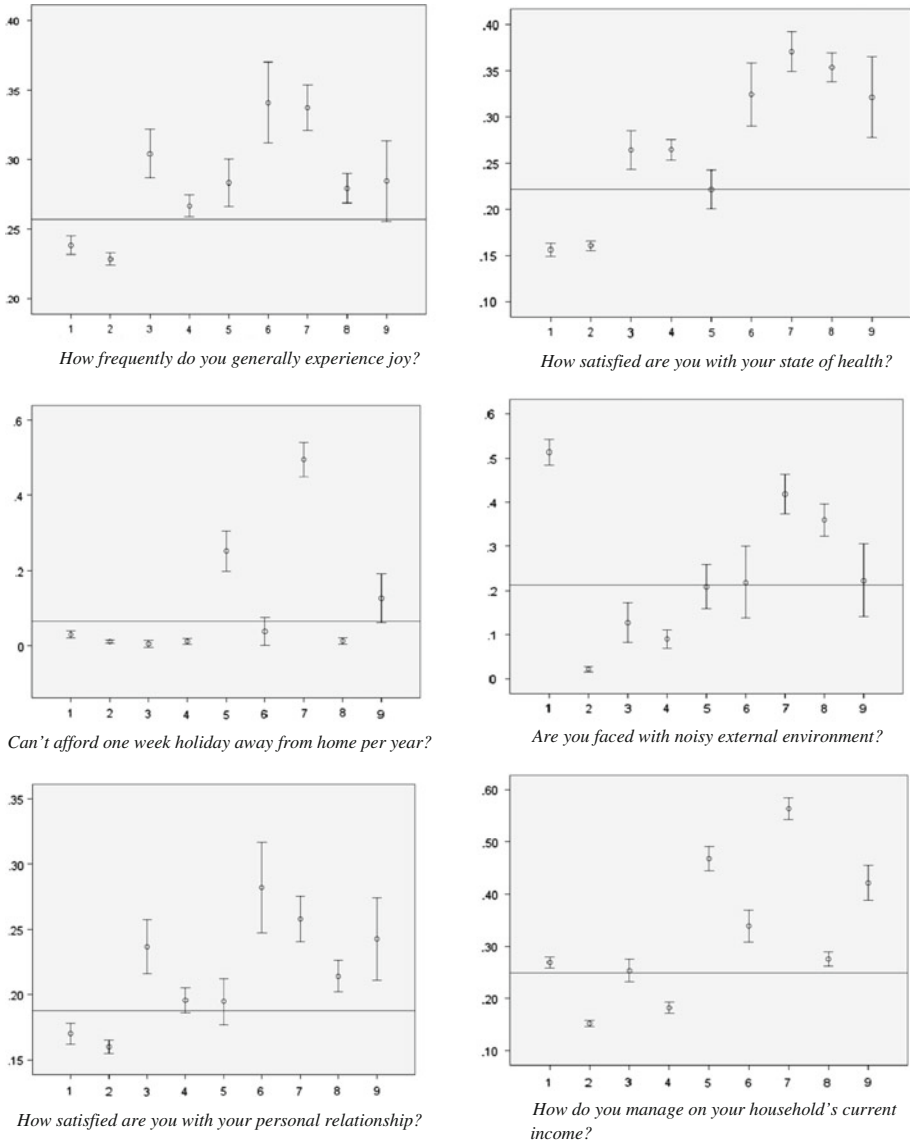 .40
.35
.30
.25
.20
1 2 3 4 5 6 7 8 9
How frequently do you generally experience joy?
.40
.35
.30
.25
.20
.15
.10
1 2 3 4 5 6 7 8 9
How satisfied are you with your state of health?
.6
.4
.2
0
1 2 3 4 5 6 7 8 9
Can't afford one week holiday away from home per year?
.6
.5
.4
.3
.2
.1
0
1 2 3 4 5 6 7 8 9
Are you faced with noisy external environment?
.35
.30
.25
.20
.15
1 2 3 4 5 6 7 8 9
How satisfied are you with your personal relationship?
.60
.50
.40
.30
.20
.10
1 2 3 4 5 6 7 8 9
How do you manage on your household's current
income?